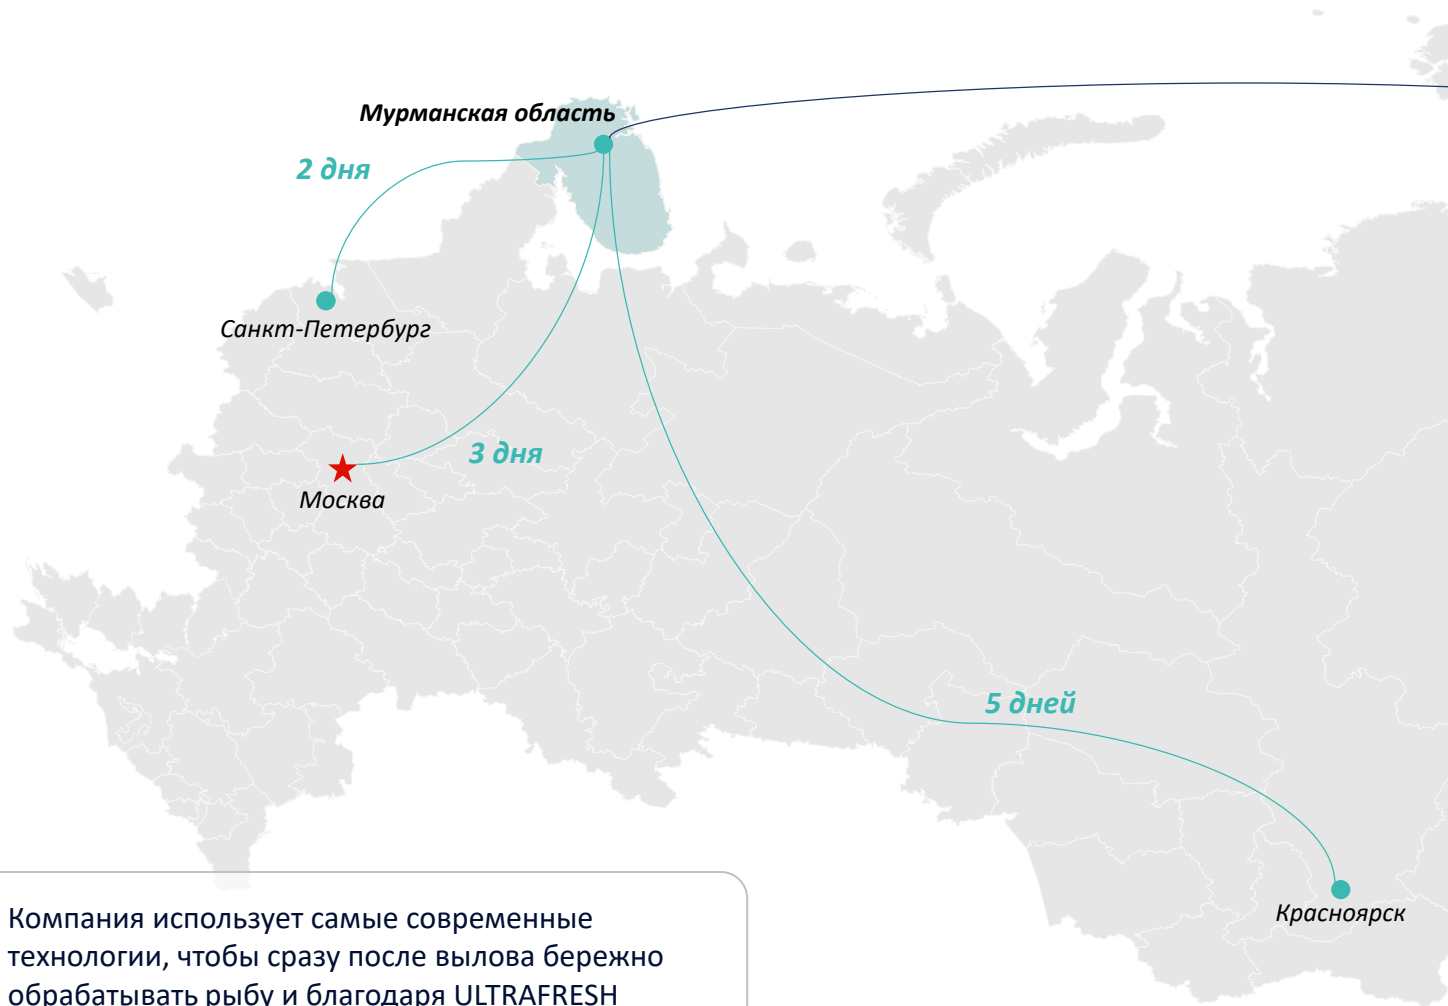 Мурманская область
2 дня
Санкт-Петербург
3 дня
Москва
5 дней
Красноярск
Компания использует самые современные
технологии, чтобы сразу после вылова бережно
обрабатывать рыбу и благодаря ULTRAFRESH